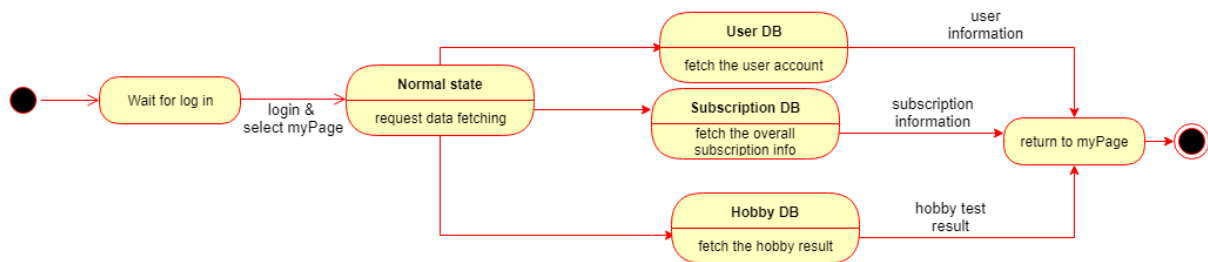 Wait for log in
login &
select myPage
Normal state
request data fetching
User DB
fetch the user account
user
information
Subscription DB
fetch the overall
subscription info
subscription
information
Hobby DB
fetch the hobby result
hobby test
result
return to myPage